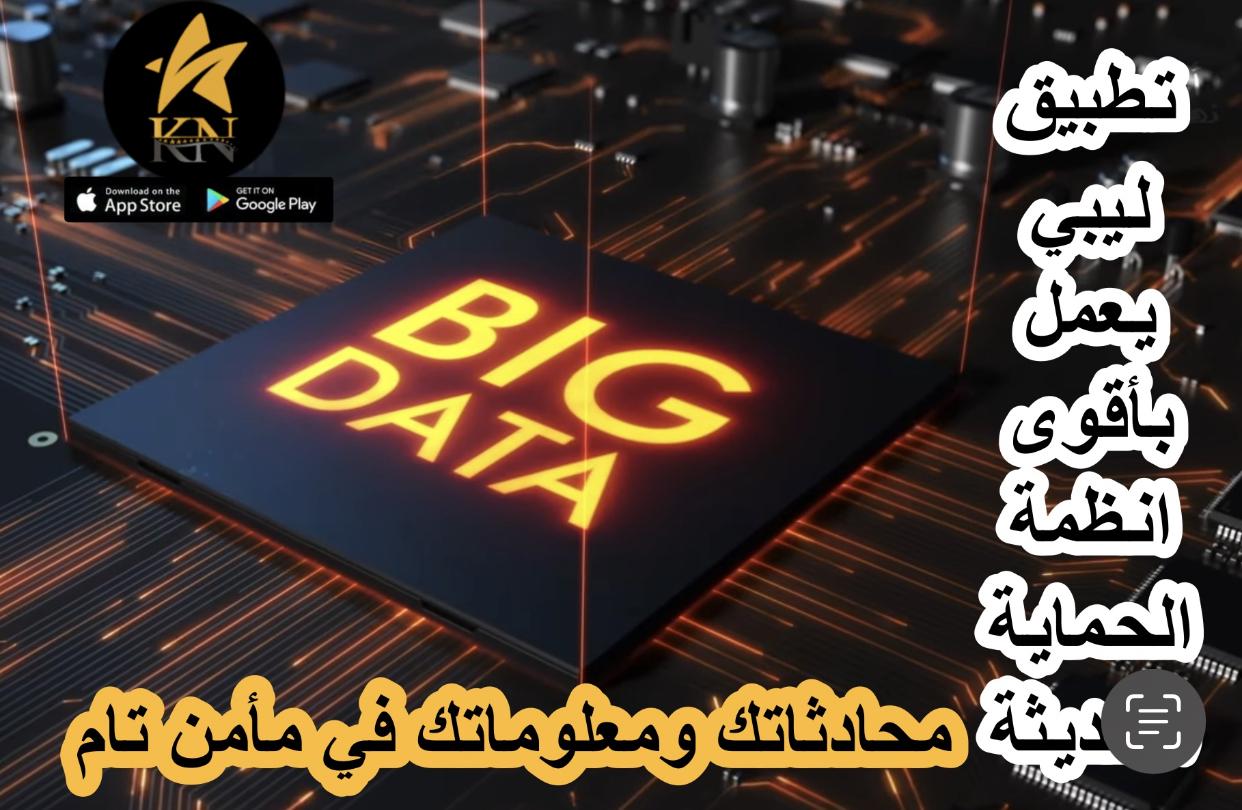 KN
Download on the
App Store
GET IT ON
Google Play
BIG
DATA
تطبيق
ليبي
يعمل
بأقوى
انظمة
الحماية
محادثاتك ومعلوماتك في مأمن تام